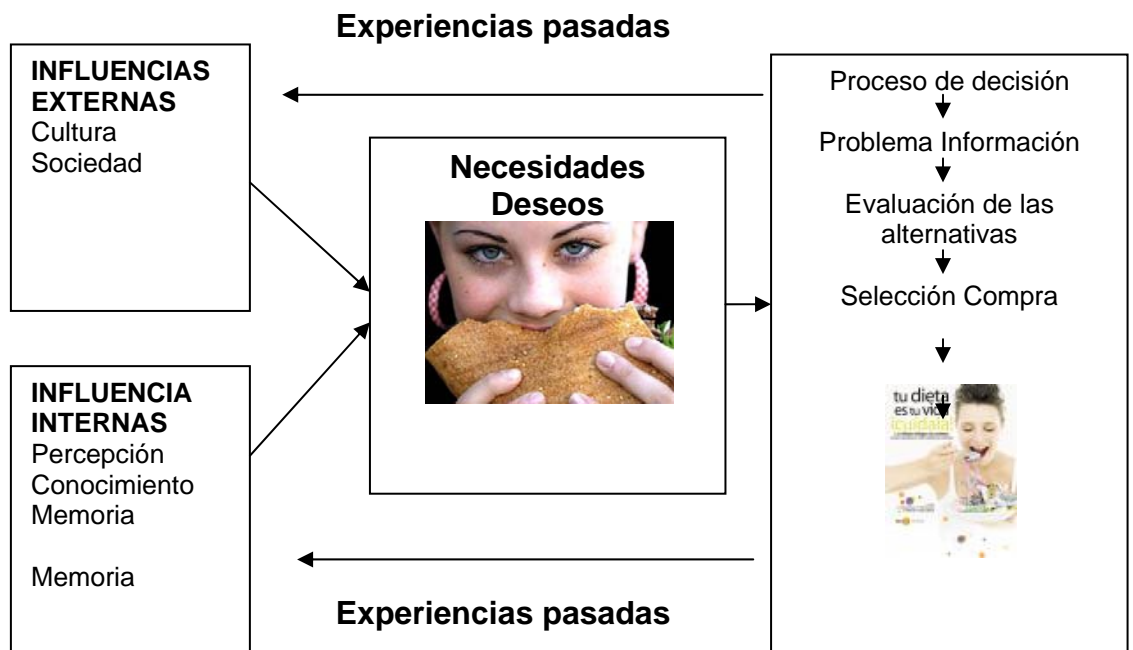 Experiencias pasadas
INFLUENCIAS
EXTERNAS
Cultura
Sociedad
INFLUENCIA
INTERNAS
Percepción
Conocimiento
Memoria
Memoria
Necesidades
Deseos
Proceso de decisión
Problema Información
Evaluación de las
alternativas
Selección Compra
tu dieta
es tu vida
¡cuídala!
Experiencias pasadas